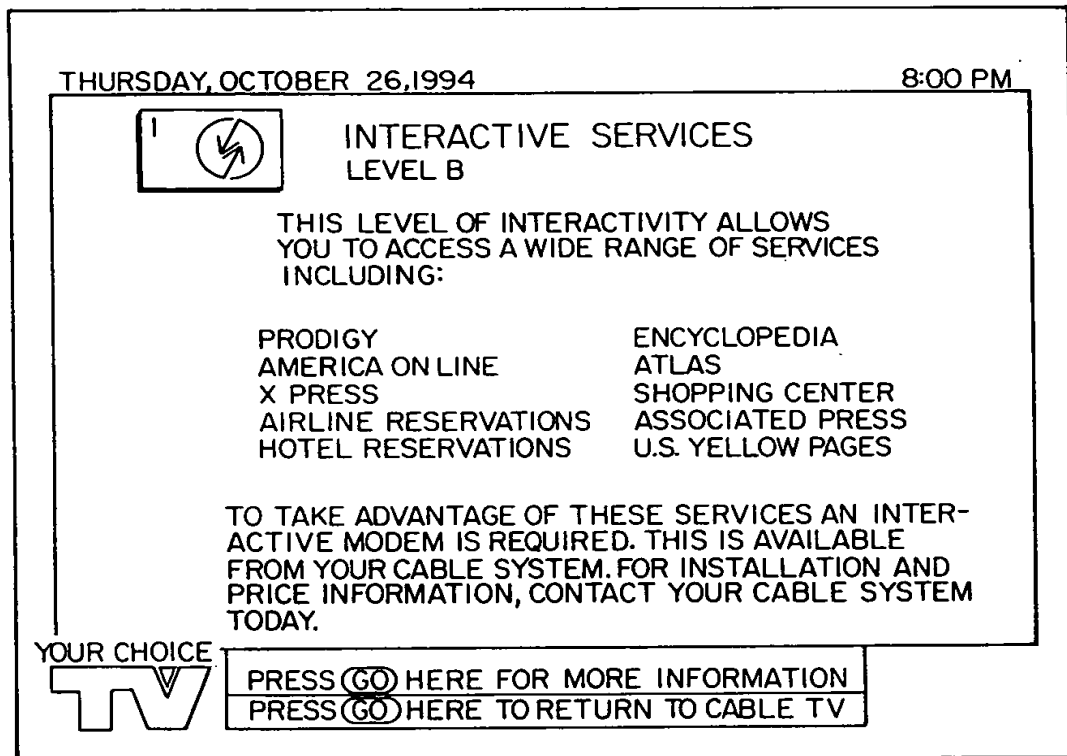 THURSDAY, OCTOBER 26,1994 8:00 PM
1
INTERACTIVE SERVICES
LEVEL B
THIS LEVEL OF INTERACTIVITY ALLOWS
YOU TO ACCESS A WIDE RANGE OF SERVICES
INCLUDING:
PRODIGY ENCYCLOPEDIA
AMERICA ON LINE ATLAS
X PRESS SHOPPING CENTER
AIRLINE RESERVATIONS ASSOCIATED PRESS
HOTEL RESERVATIONS U.S. YELLOW PAGES
TO TAKE ADVANTAGE OF THESE SERVICES AN INTER-
ACTIVE MODEM IS REQUIRED. THIS IS AVAILABLE
FROM YOUR CABLE SYSTEM. FOR INSTALLATION AND
PRICE INFORMATION, CONTACT YOUR CABLE SYSTEM
TODAY.
YOUR CHOICE
TV
PRESS GO HERE FOR MORE INFORMATION
PRESS GO HERE TO RETURN TO CABLE TV